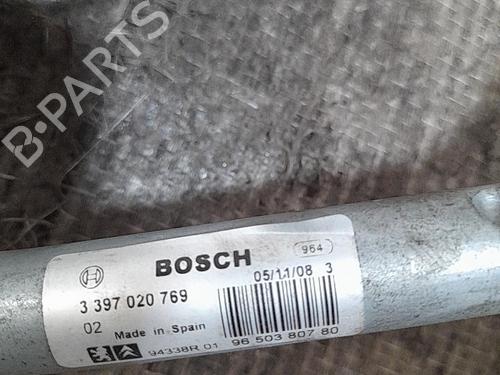 B-PARTS
BOSCH 964
3 397 020 769 05/11/08 3
02 Made in Spain
94338R 01 96 503 807 80